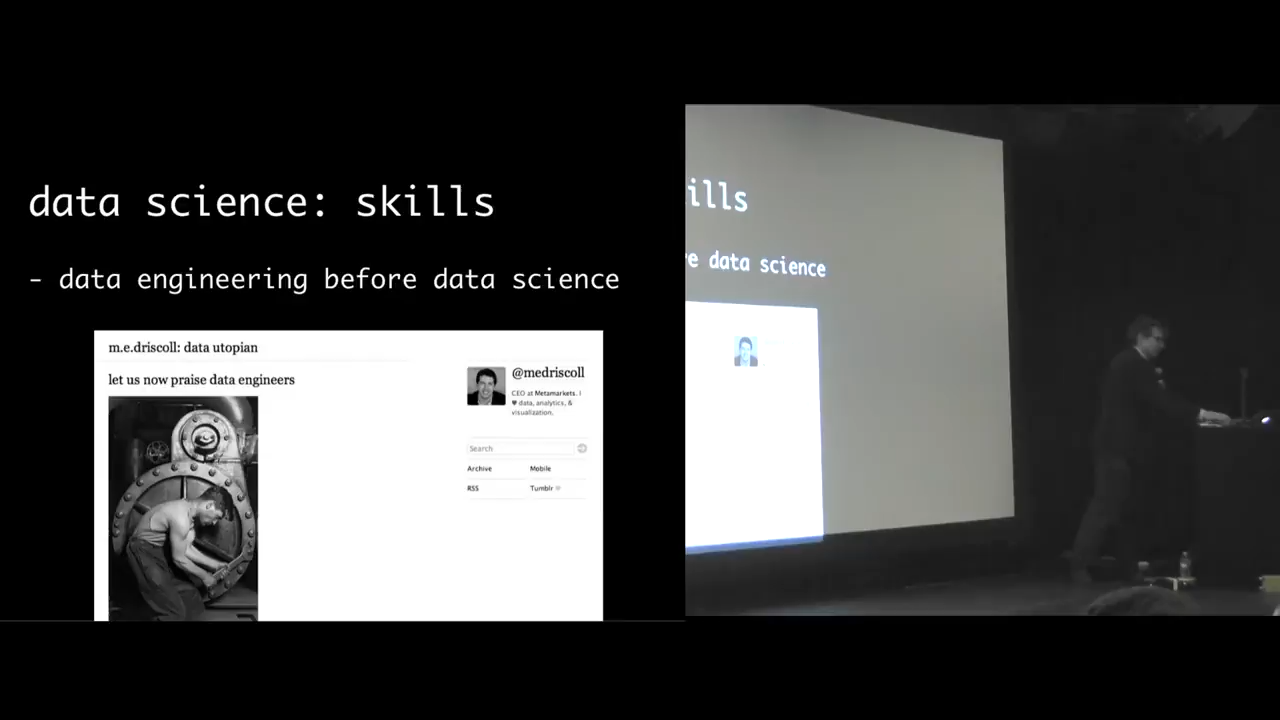 data science: skills
- data engineering before data science
m.e.driscoll: data utopian
let us now praise data engineers
@medriscoll
CEO at Metamarkets. I
♥ data, analytics, &
visualization.
Search
Archive Mobile
RSS Tumblr
ills
re data science